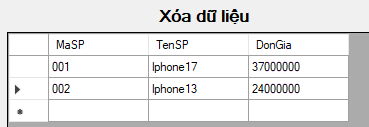 Xóa dữ liệu
MaSP TenSP DonGia
001 Iphone17 37000000
002 Iphone13 24000000